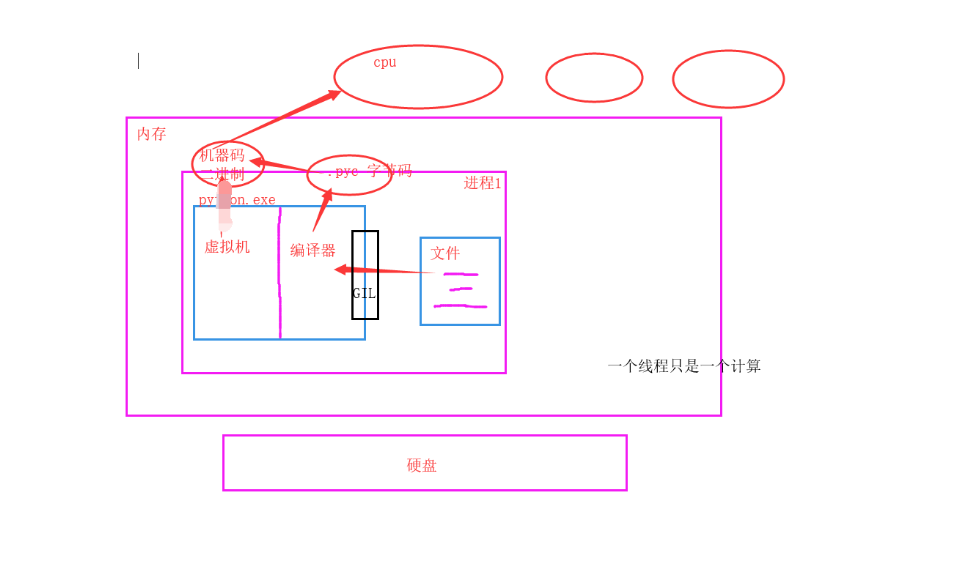 cpu
内存
机器码
二进制
.pyc 字节码
进程1
python.exe
虚拟机
编译器
文件
GIL
一个线程只是一个计算
硬盘